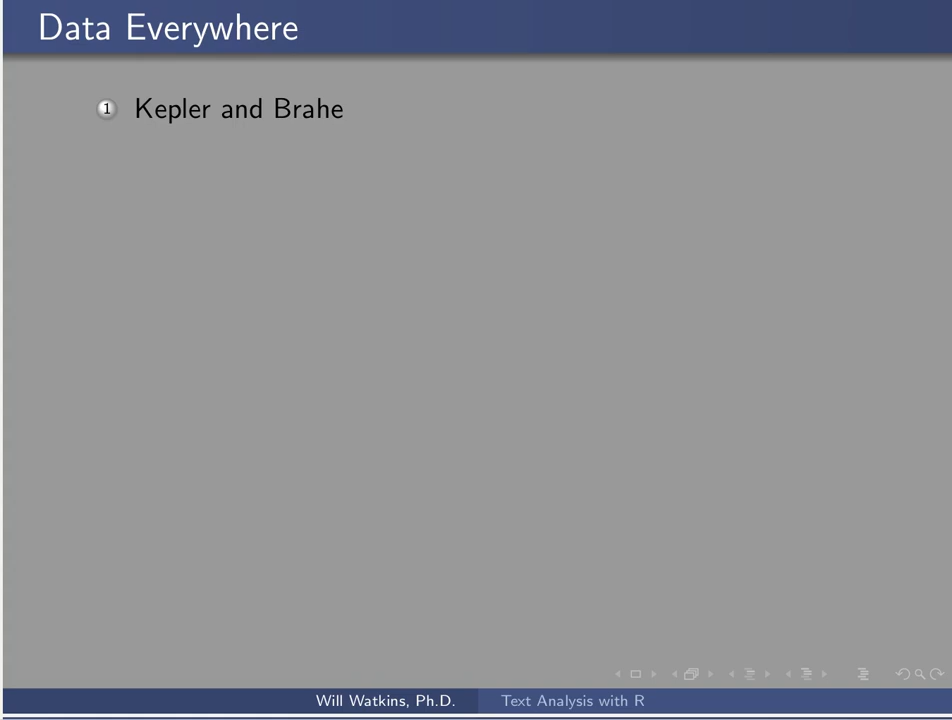 Data Everywhere
1 Kepler and Brahe
Will Watkins, Ph.D. Text Analysis with R